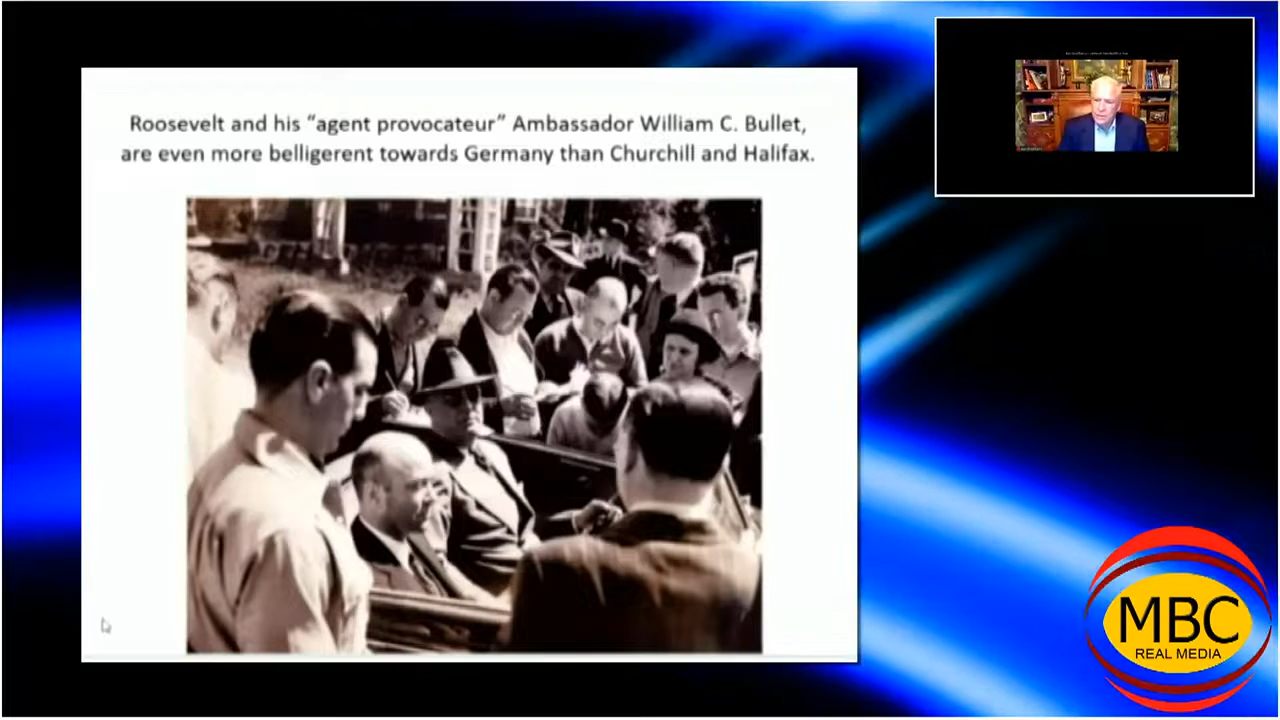 Roosevelt and his “agent provocateur” Ambassador William C. Bullet,
are even more belligerent towards Germany than Churchill and Halifax.
MBC
REAL MEDIA